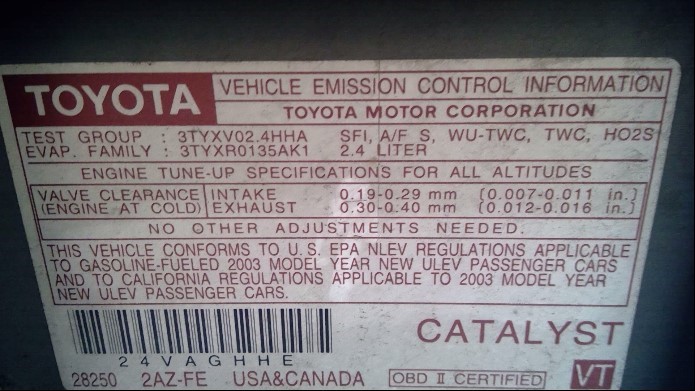 TOYOTA VEHICLE EMISSION CONTROL INFORMATION
TOYOTA MOTOR CORPORATION
TEST GROUP : 3TYXV02.4HHA SFI, A/F S, WU-TWC, TWC, HO2S
EVAP. FAMILY : 3TYXR0135AK1 2.4 LITER
ENGINE TUNE-UP SPECIFICATIONS FOR ALL ALTITUDES
VALVE CLEARANCE INTAKE 0.19-0.29 mm (0.007-0.011 in.)
(ENGINE AT COLD) EXHAUST 0.30-0.40 mm (0.012-0.016 in.)
NO OTHER ADJUSTMENTS NEEDED.
THIS VEHICLE CONFORMS TO U.S. EPA NLEV REGULATIONS APPLICABLE
TO GASOLINE-FUELED 2003 MODEL YEAR NEW ULEV PASSENGER CARS
AND TO CALIFORNIA REGULATIONS APPLICABLE TO 2003 MODEL YEAR
NEW ULEV PASSENGER CARS.
CATALYST
24VAGHHE
28250 2AZ-FE USA&CANADA OBD II CERTIFIED VT